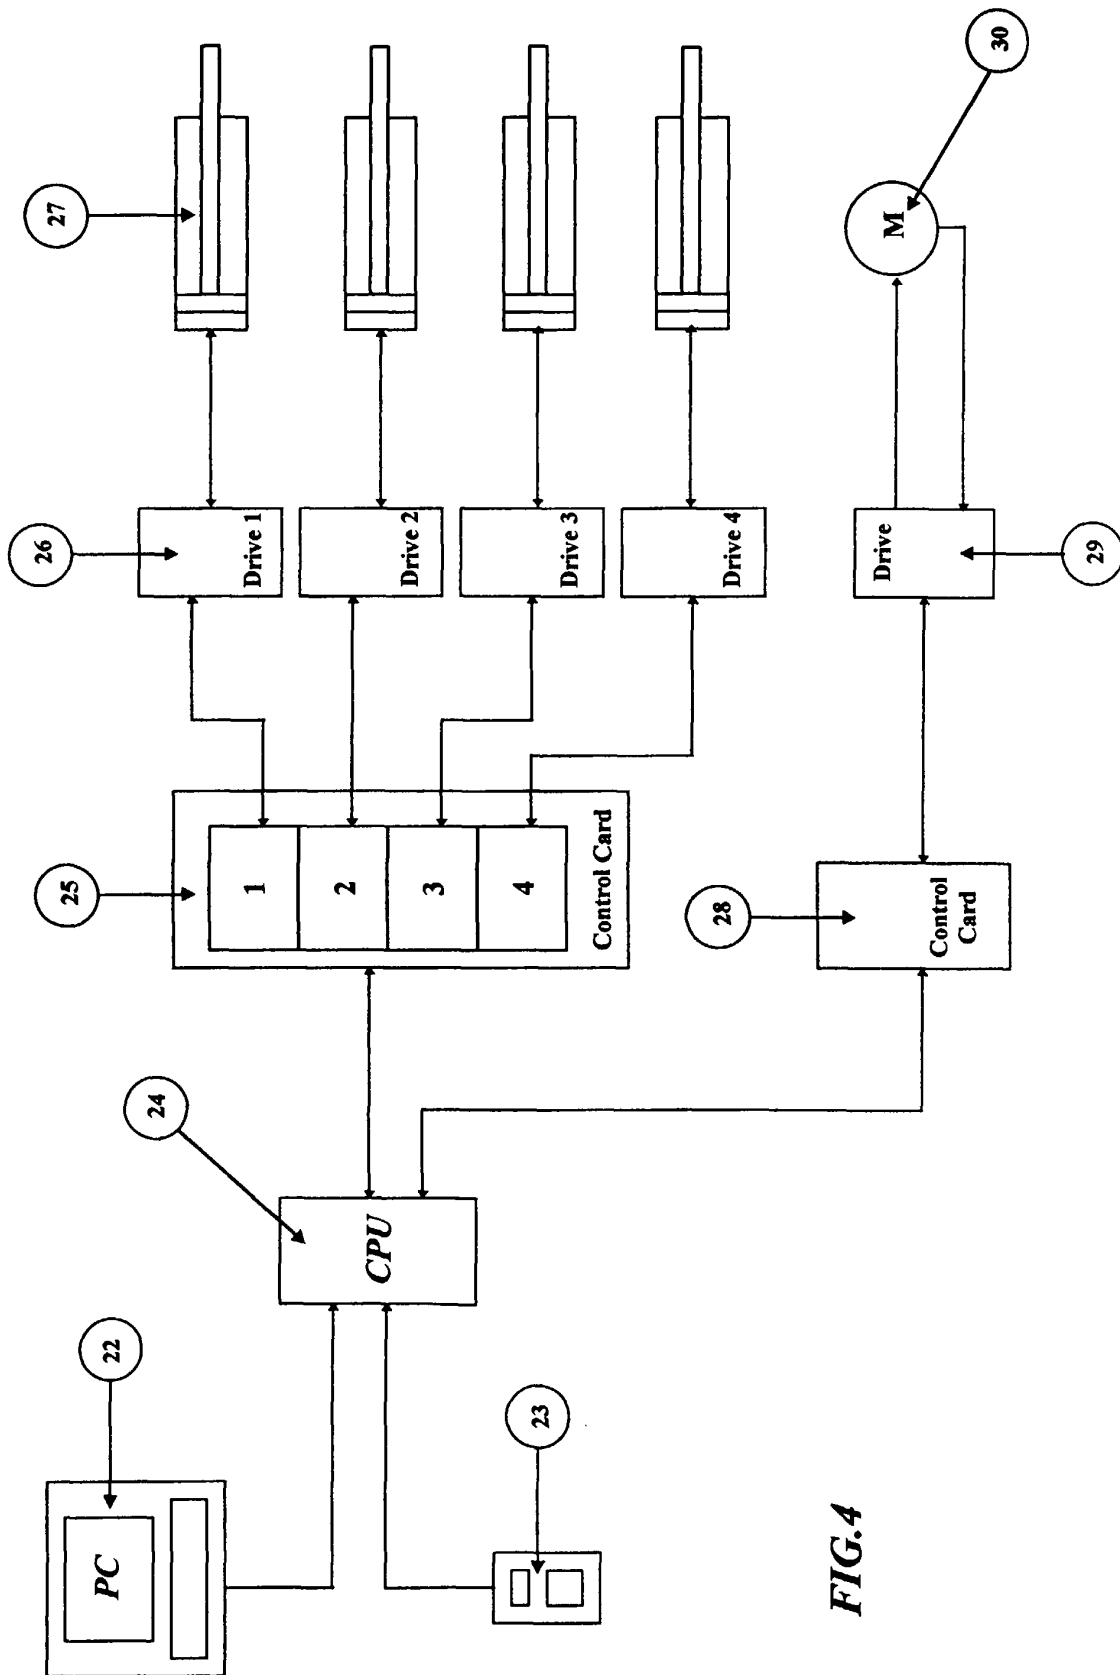 22
PC
23
24
CPU
25
1
2
3
4
Control Card
26
Drive 1
Drive 2
Drive 3
Drive 4
27
28
Control
Card
29
Drive
30
M
FIG.4